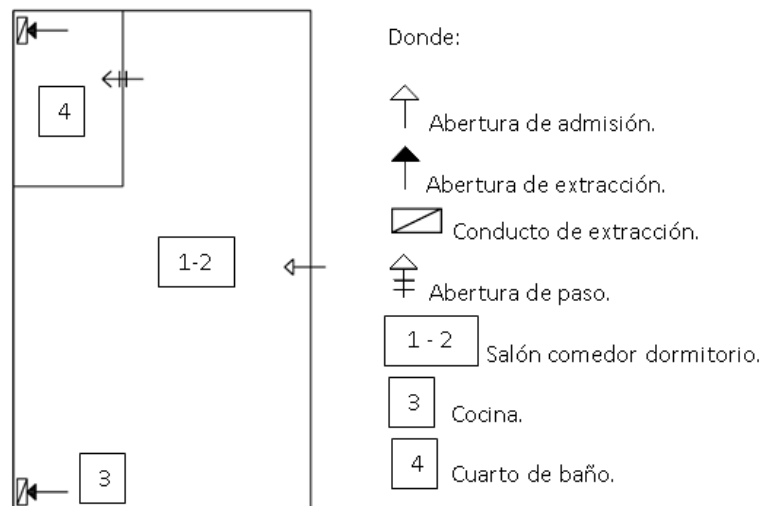 4
1-2
3
Donde:
Abertura de admisión.
Abertura de extracción.
Conducto de extracción.
Abertura de paso.
1 - 2 Salón comedor dormitorio.
3 Cocina.
4 Cuarto de baño.